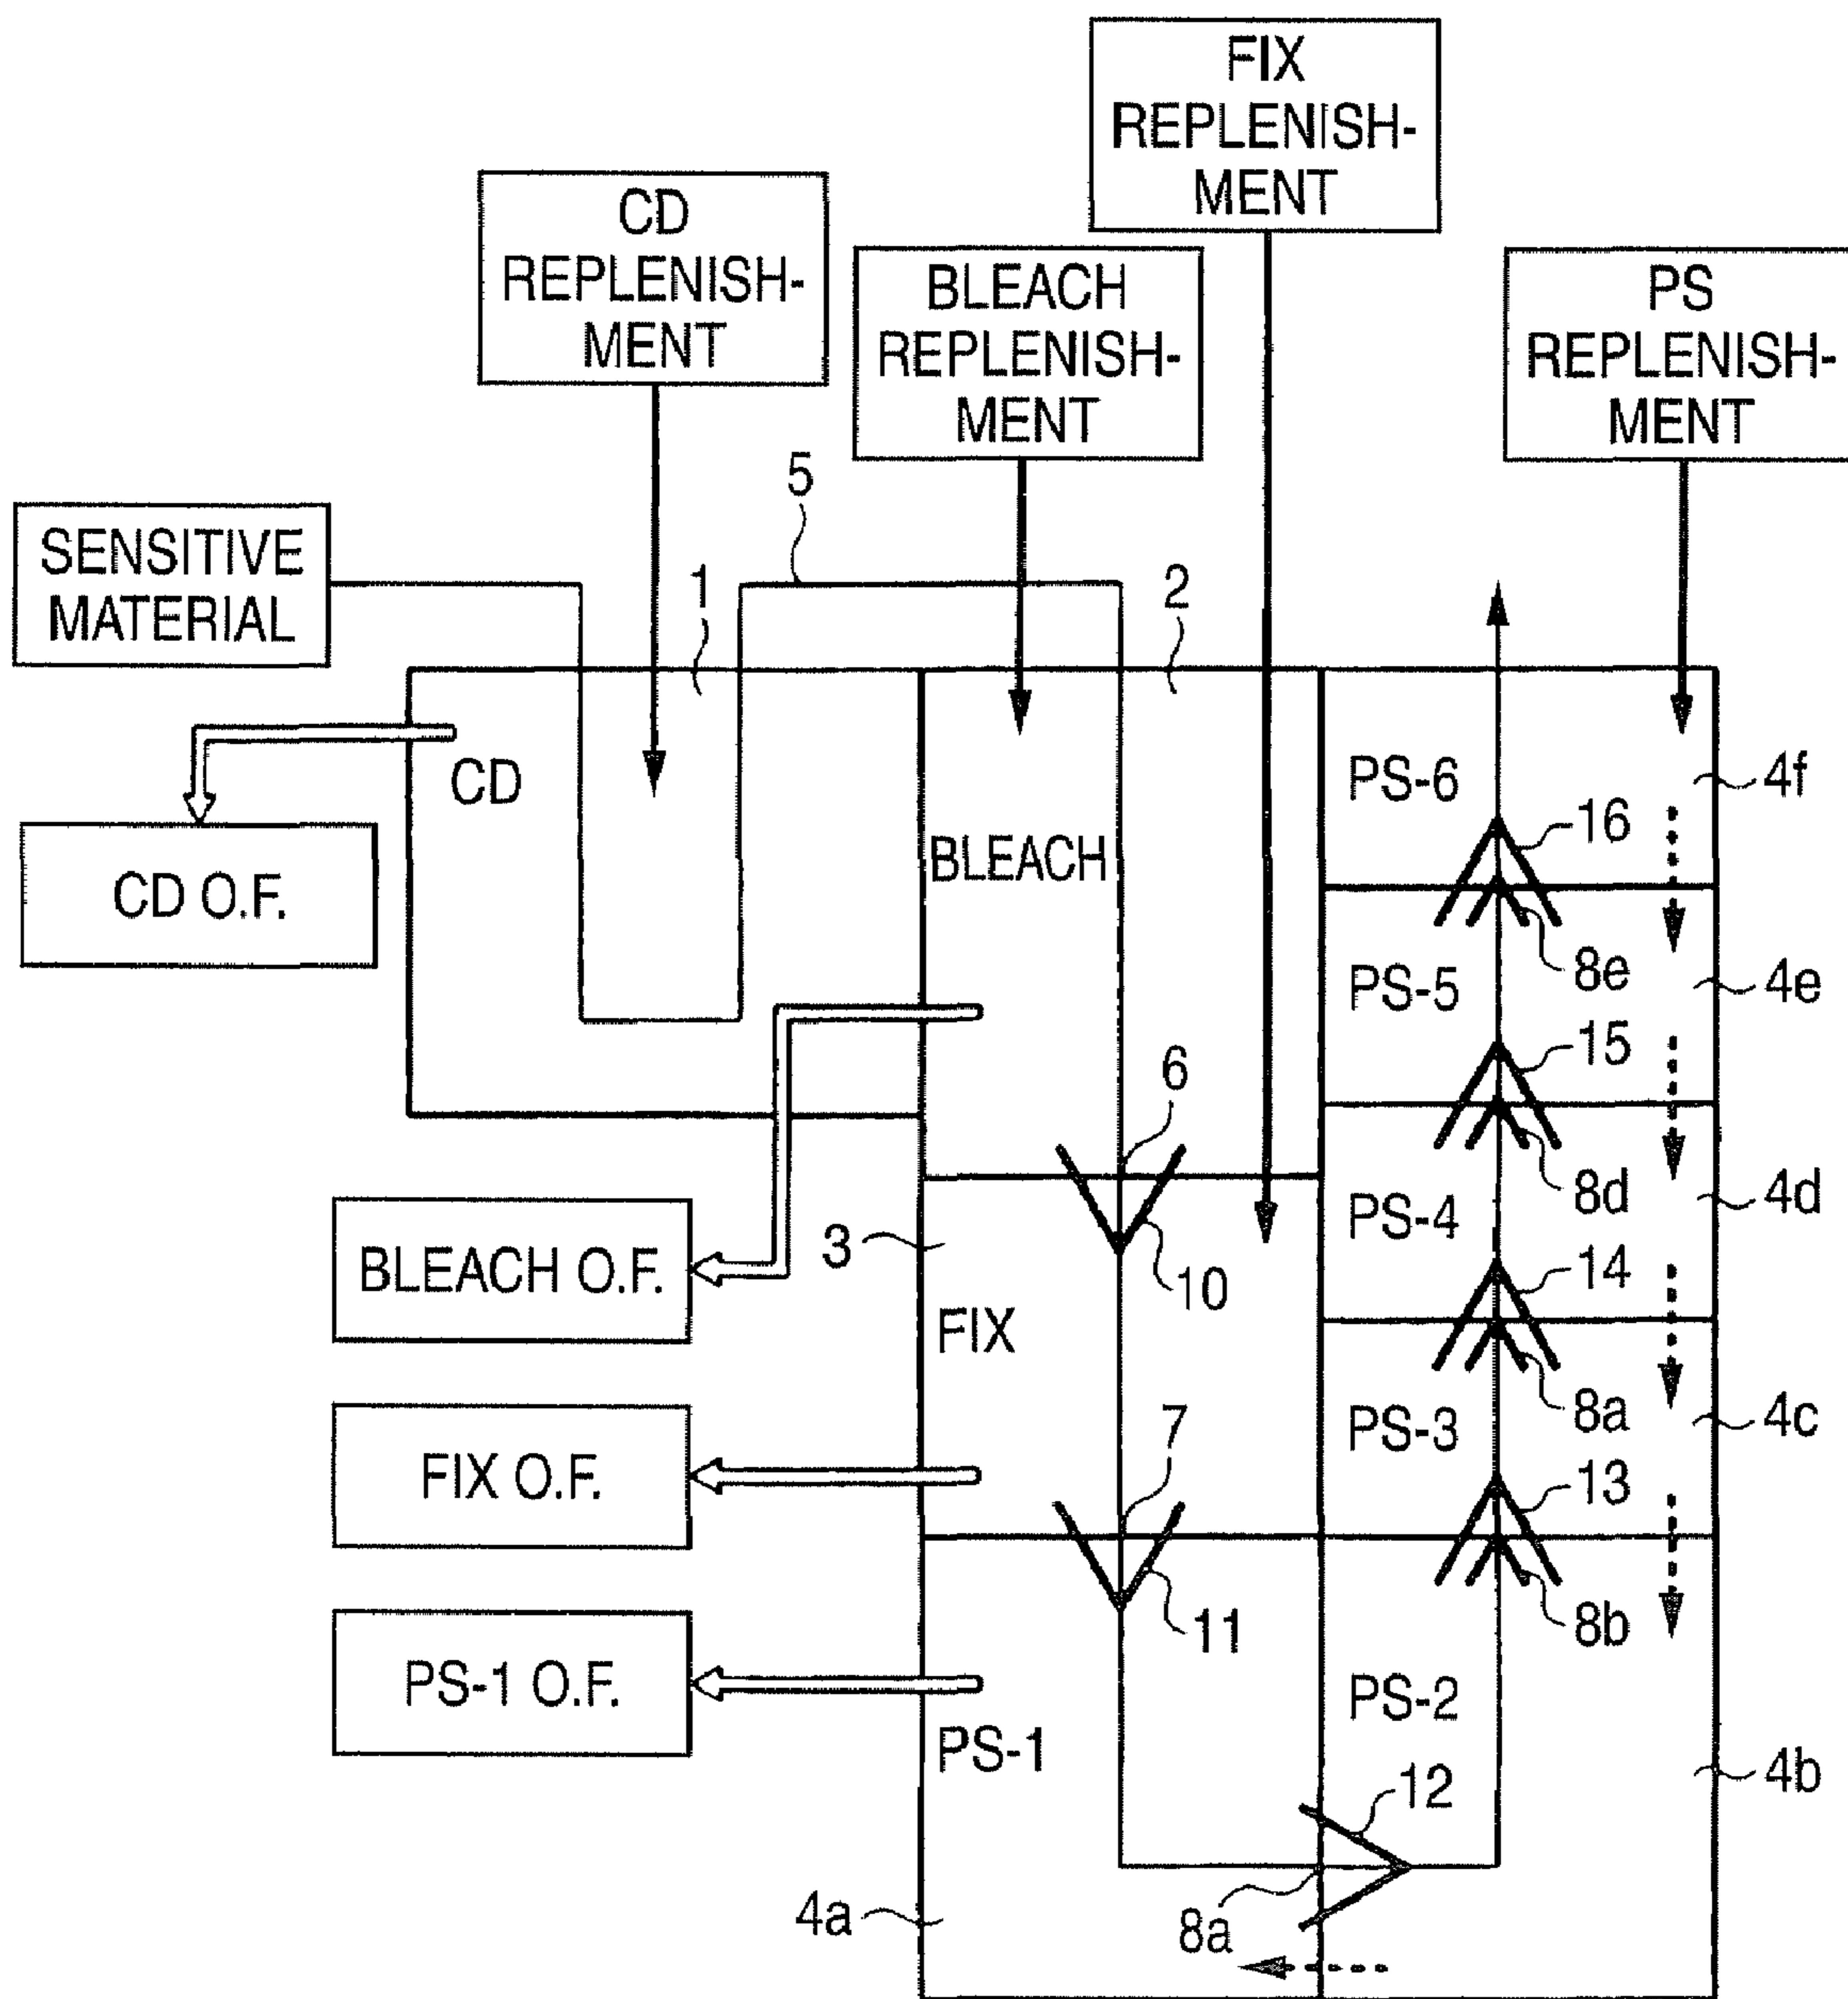 FIX
REPLENISH-
MENT
CD
REPLENISH-
MENT
BLEACH
REPLENISH-
MENT
PS
REPLENISH-
MENT
5
SENSITIVE
MATERIAL
1
2
CD
PS-6
4f
16
CD O.F.
BLEACH
8e
PS-5
4e
15
6
8d
PS-4
4d
3
10
14
BLEACH O.F.
FIX
8a
PS-3
4c
7
13
FIX O.F.
11
8b
PS-1 O.F.
PS-2
PS-1
4b
12
4a
8a